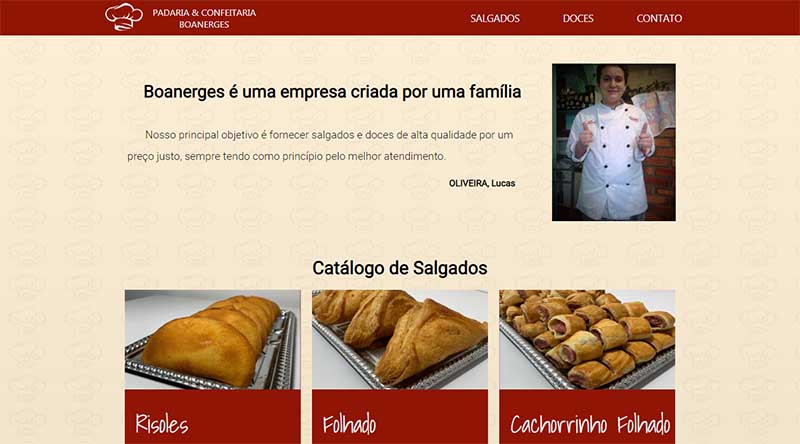 PADARIA & CONFEITARIA
BOANERGES
SALGADOS DOCES CONTATO
Boanerges é uma empresa criada por uma família
Nosso principal objetivo é fornecer salgados e doces de alta qualidade por um
preço justo, sempre tendo como princípio pelo melhor atendimento.
OLIVEIRA, Lucas
Catálogo de Salgados
Risoles
Folhado
Cachorrinho Folhado